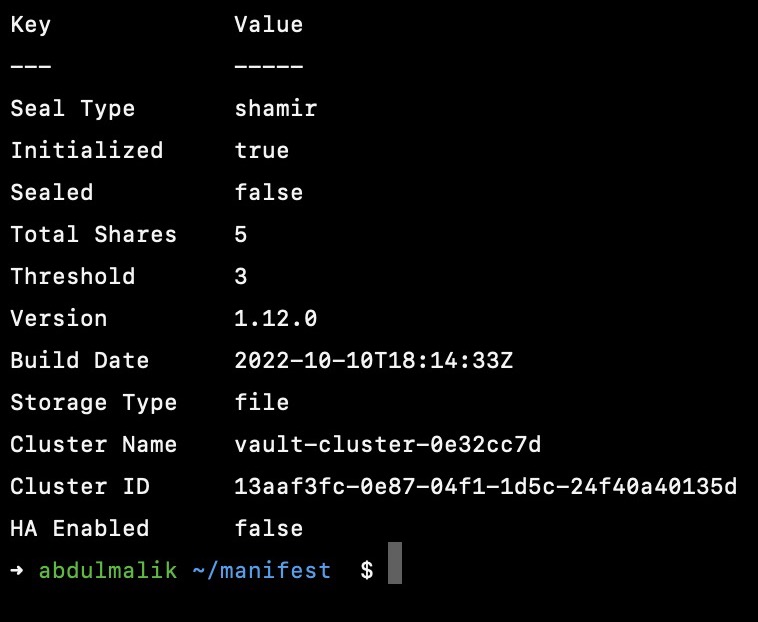 Key Value
--- -----
Seal Type shamir
Initialized true
Sealed false
Total Shares 5
Threshold 3
Version 1.12.0
Build Date 2022-10-10T18:14:33Z
Storage Type file
Cluster Name vault-cluster-0e32cc7d
Cluster ID 13aaf3fc-0e87-04f1-1d5c-24f40a40135d
HA Enabled false
→ abdulmalik ~/manifest $